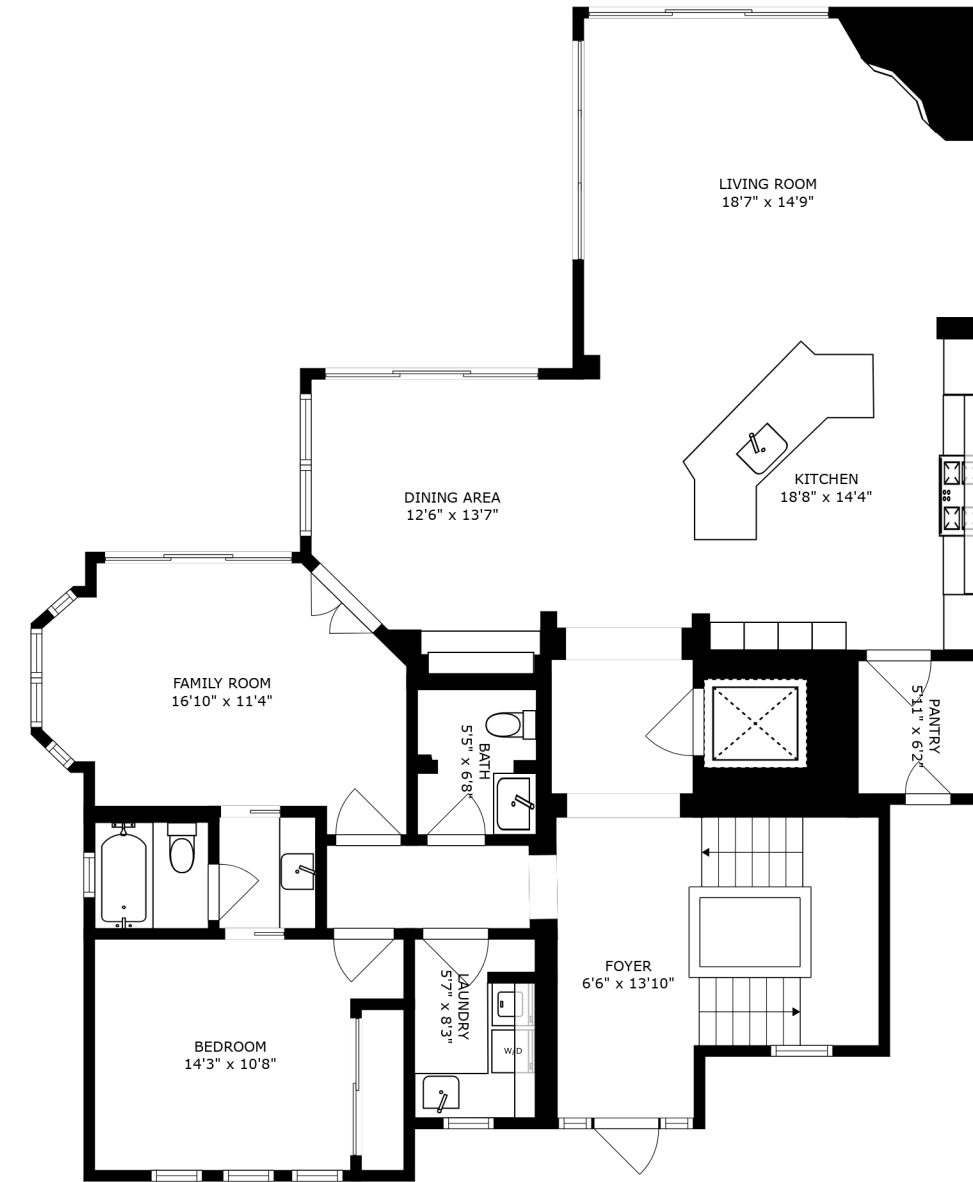 LIVING ROOM
18'7" x 14'9"
KITCHEN
18'8" x 14'4"
DINING AREA
12'6" x 13'7"
FAMILY ROOM
16'10" x 11'4"
PANTRY
5'11" x 6'2"
BATH
5'5" x 6'8"
FOYER
6'6" x 13'10"
LAUNDRY
5'7" x 8'3"
W/D
BEDROOM
14'3" x 10'8"